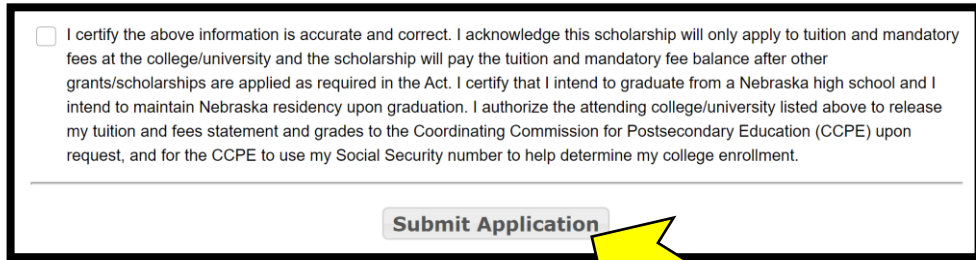 I certify the above information is accurate and correct. I acknowledge this scholarship will only apply to tuition and mandatory
fees at the college/university and the scholarship will pay the tuition and mandatory fee balance after other
grants/scholarships are applied as required in the Act. I certify that I intend to graduate from a Nebraska high school and I
intend to maintain Nebraska residency upon graduation. I authorize the attending college/university listed above to release
my tuition and fees statement and grades to the Coordinating Commission for Postsecondary Education (CCPE) upon
request, and for the CCPE to use my Social Security number to help determine my college enrollment.
Submit Application